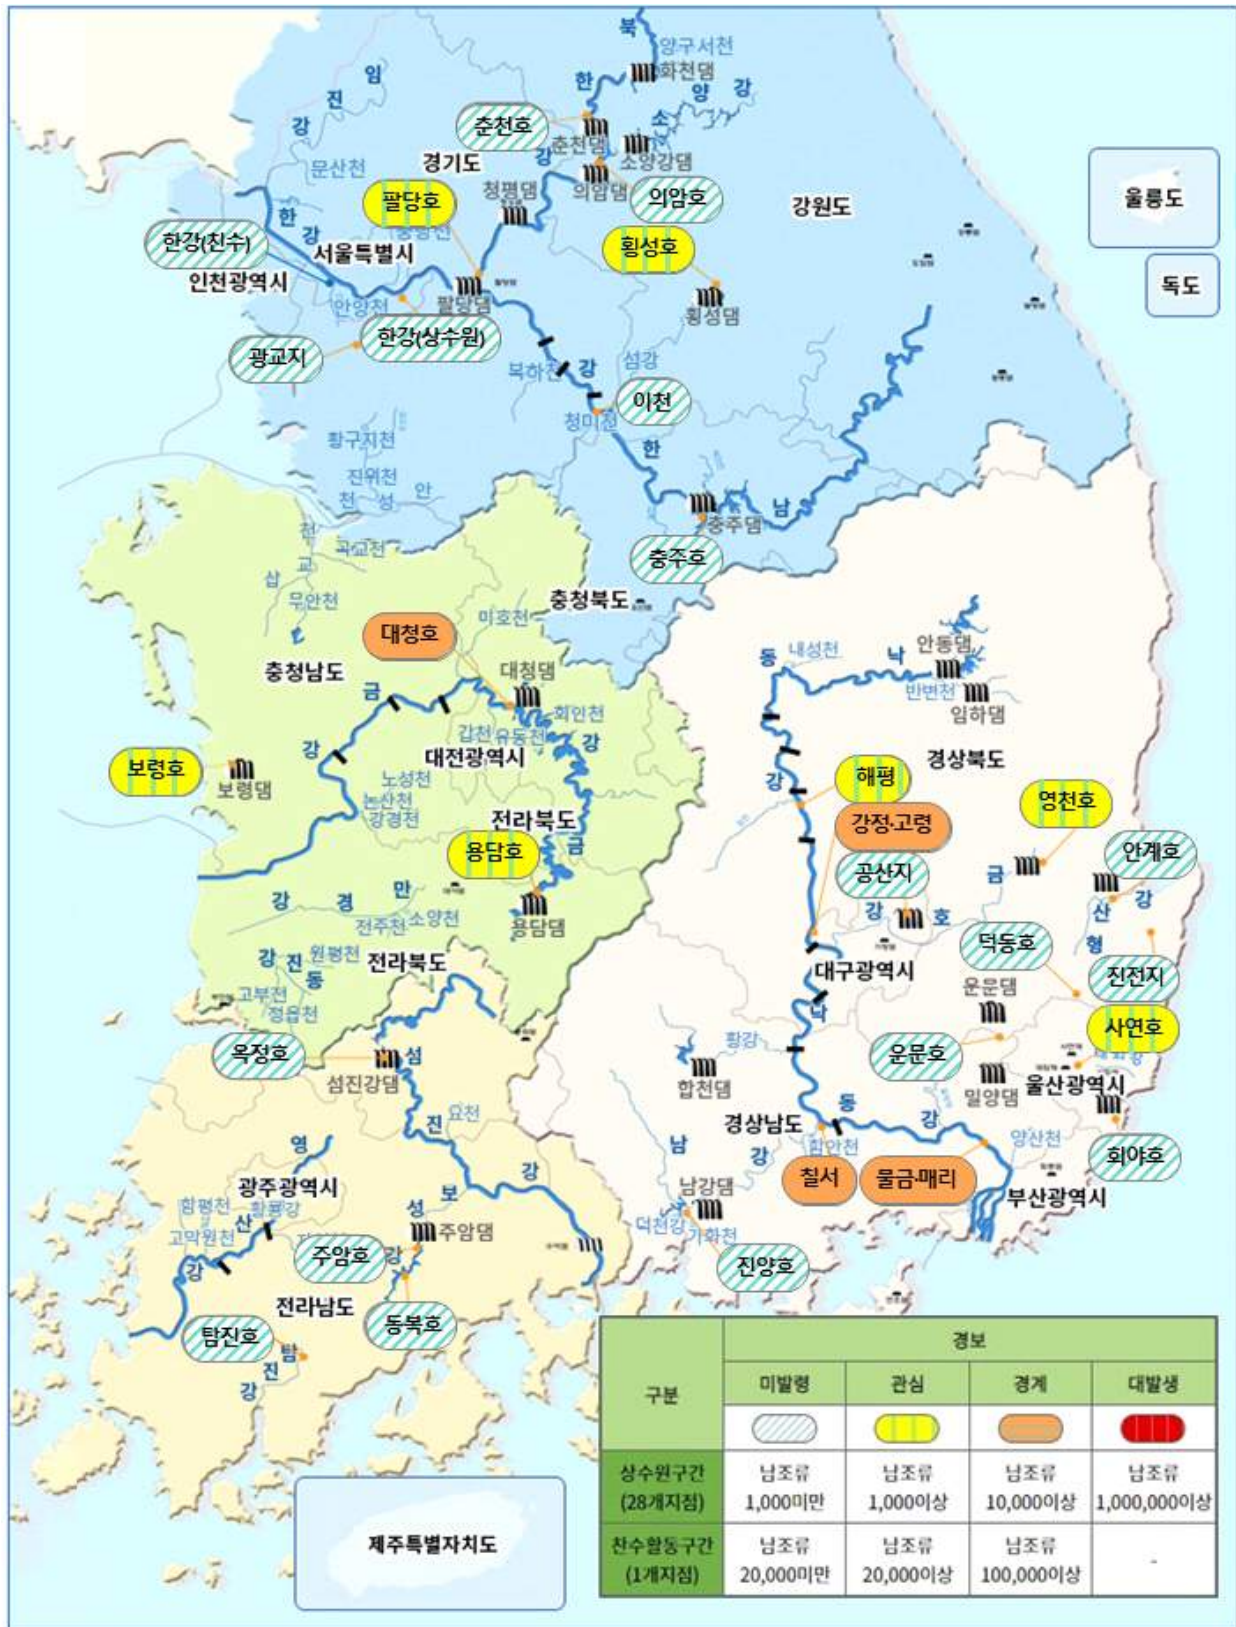 북
양구서천
화천댐
임
한
진
양
강
강
소
춘천호
춘천댐
강
소양강댐
문산천
경기도
의암댐
청평댐
의암호
울릉도
팔당호
강원도
한
강
횡성호
한강(친수)
서울특별시
인천광역시
독도
안양천
팔당댐
횡성댐
한강(상수원)
광교지
섬강
복하천
강
이천
청미천
황구지천
한
진위천
천
성
안
남
충주댐
천
곡교천
교
충주호
삽
무안천
충청북도
미호천
대청호
안동댐
내성천
낙
동
충청남도
대청댐
반변천
금
임하댐
회인천
갑천
유등천
강
강
대전광역시
경상북도
보령호
해평
노성천
강
보령댐
논산천
영천호
강경천
전라북도
강정·고령
용담호
금
안계호
공산지
금
만
강
경
산
강
소양천
강
호
전주천
용담댐
덕동호
형
원평천
강
진
전라북도
대구광역시
진전지
동
고부천
운문댐
정읍천
낙
사연호
옥정호
황강
운문호
섬
섬진강댐
합천댐
울산광역시
밀양댐
요천
동
진
경상남도
강
영
양산천
남
함안천
강
회야호
강
광주광역시
칠서
물금·매리
함평천
남강댐
보
황룡강
부산광역시
산
성
덕천강
고막원천
주암댐
가화천
주암호
강
강
진양호
전라남도
동복호
탐진호
탐
진
강
구분
경보
미발령
관심
경계
대발생
상수원구간
(28개지점)
남조류
1,000미만
남조류
1,000이상
남조류
10,000이상
남조류
1,000,000이상
친수활동구간
(1개지점)
남조류
20,000미만
남조류
20,000이상
남조류
100,000이상
-
제주특별자치도